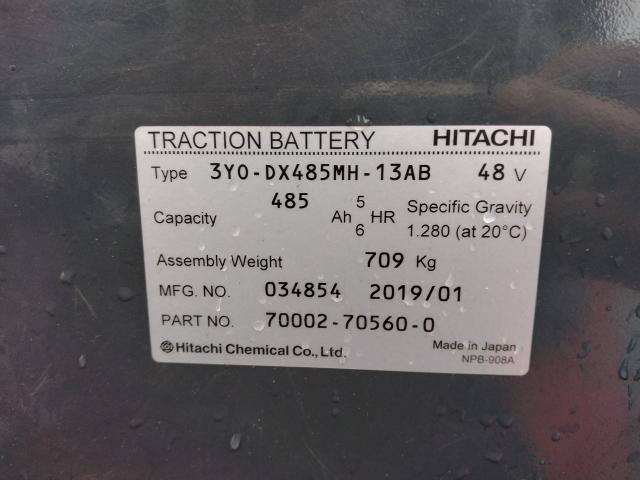 TRACTION BATTERY HITACHI
Type 3Y0-DX485MH-13AB 48 V
Capacity 485 Ah 5 6 HR Specific Gravity
1.280 (at 20°C)
Assembly Weight 709 Kg
MFG. NO. 034854 2019/01
PART NO. 70002-70560-0
Hitachi Chemical Co., Ltd. Made in Japan
NPB-908A